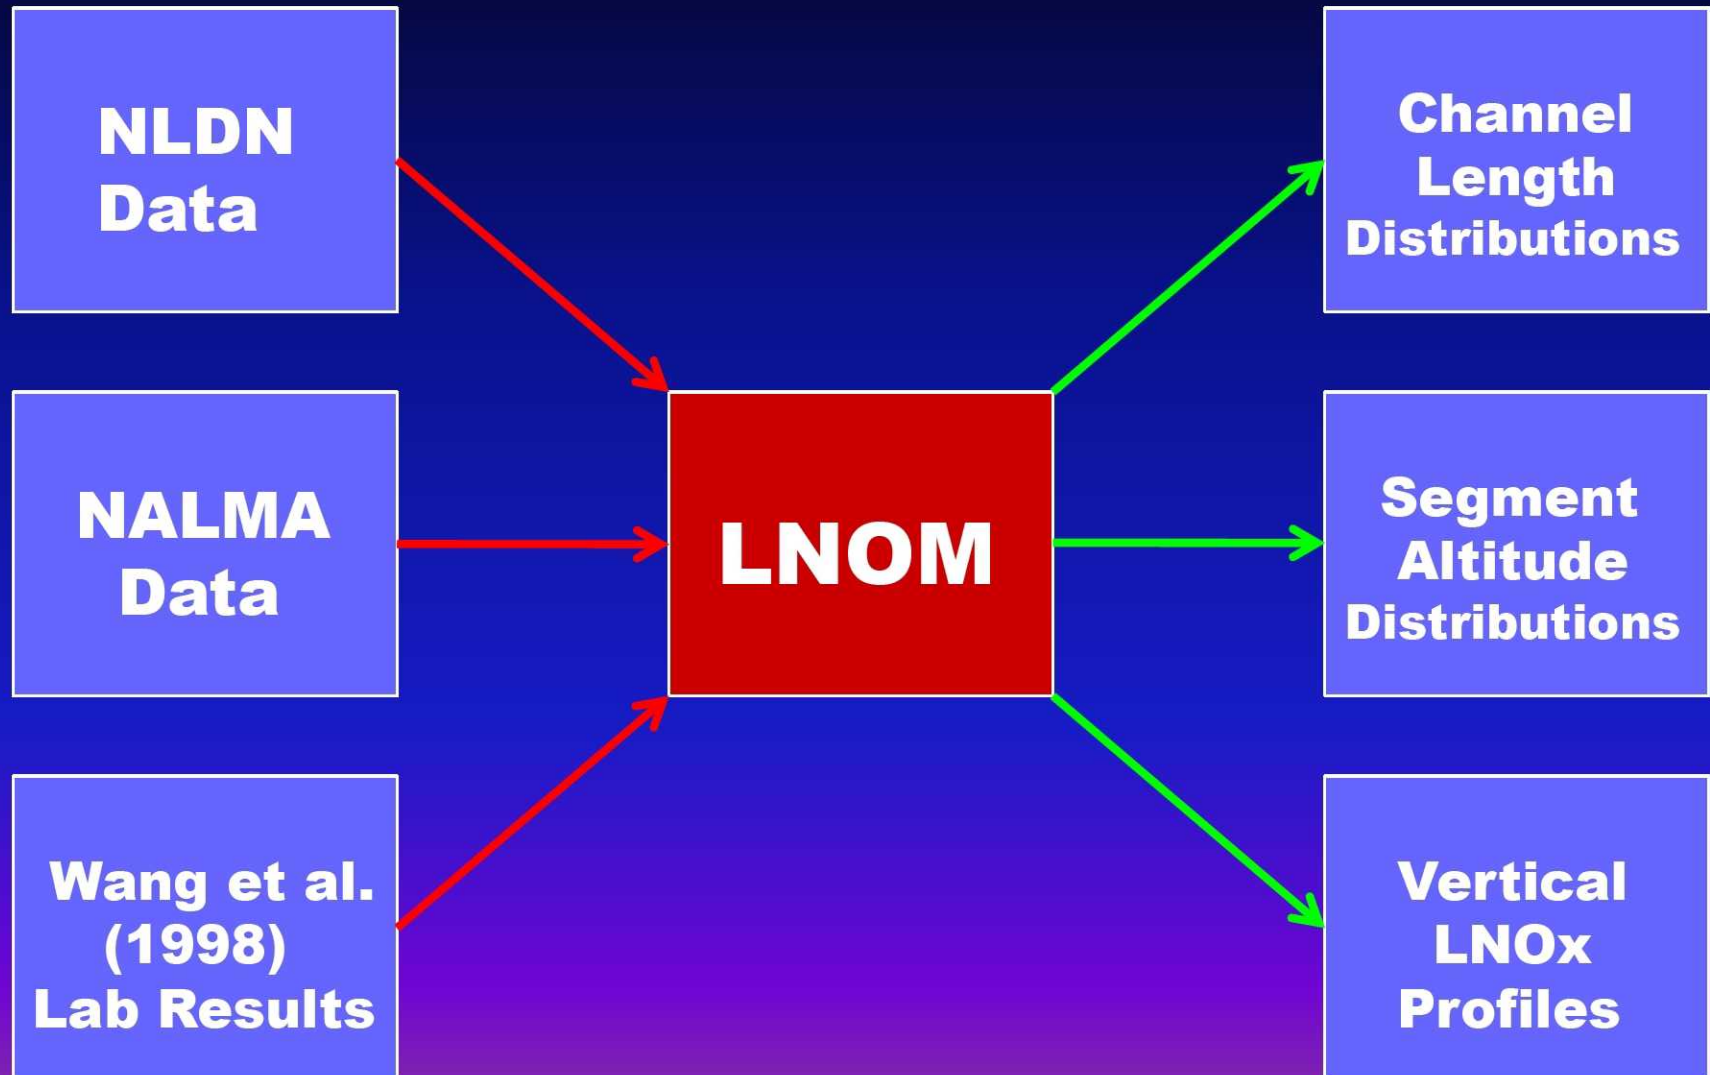 NLDN
Data
NALMA
Data
Wang et al.
(1998)
Lab Results
LNOM
Channel
Length
Distributions
Segment
Altitude
Distributions
Vertical
LNOx
Profiles